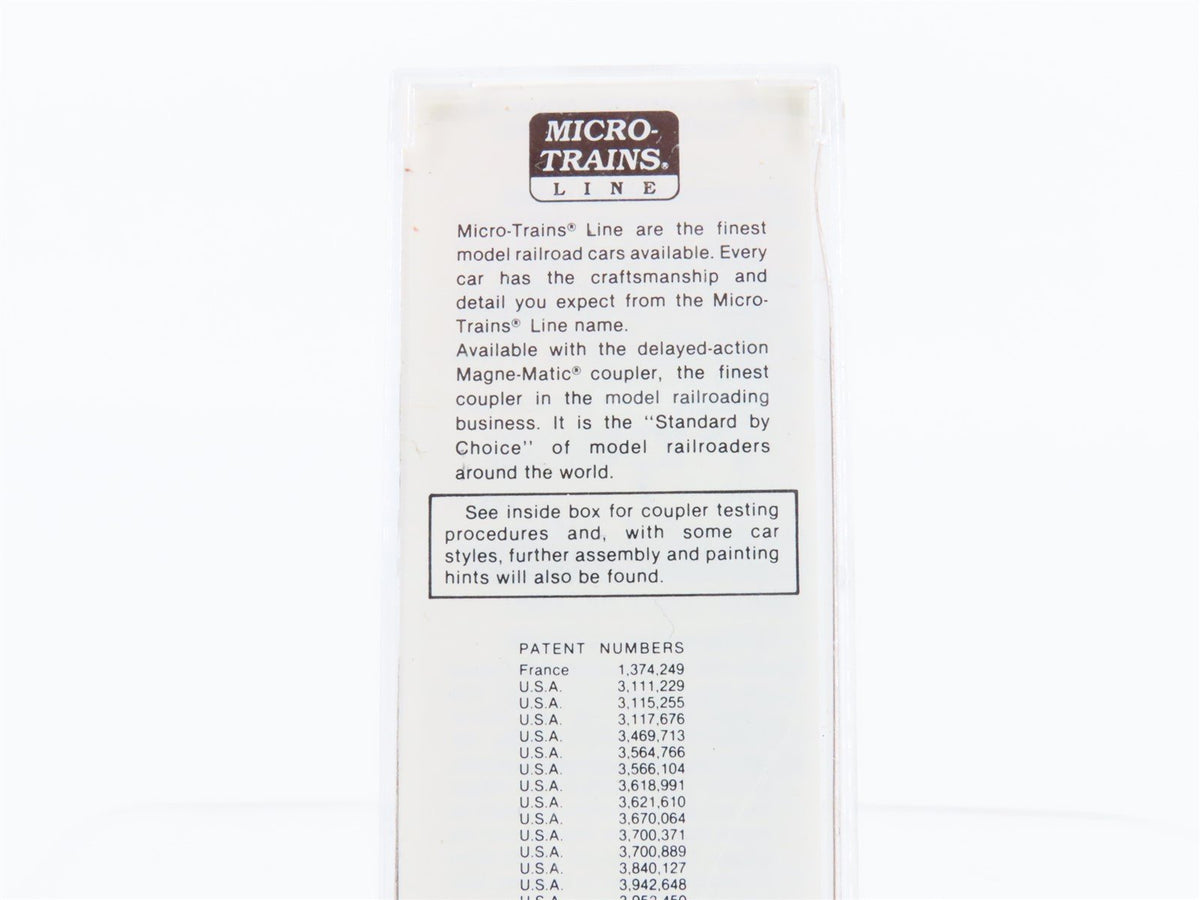 MICRO-
TRAINS®
LINE
Micro-Trains® Line are the finest
model railroad cars available. Every
car has the craftsmanship and
detail you expect from the Micro-
Trains® Line name.
Available with the delayed-action
Magne-Matic® coupler, the finest
coupler in the model railroading
business. It is the “Standard by
Choice” of model railroaders
around the world.
See inside box for coupler testing
procedures and, with some car
styles, further assembly and painting
hints will also be found.
PATENT NUMBERS
France 1,374,249
U.S.A. 3,111,229
U.S.A. 3,115,255
U.S.A. 3,117,676
U.S.A. 3,469,713
U.S.A. 3,564,766
U.S.A. 3,566,104
U.S.A. 3,618,991
U.S.A. 3,621,610
U.S.A. 3,670,064
U.S.A. 3,700,371
U.S.A. 3,700,889
U.S.A. 3,840,127
U.S.A. 3,942,648
U.S.A.